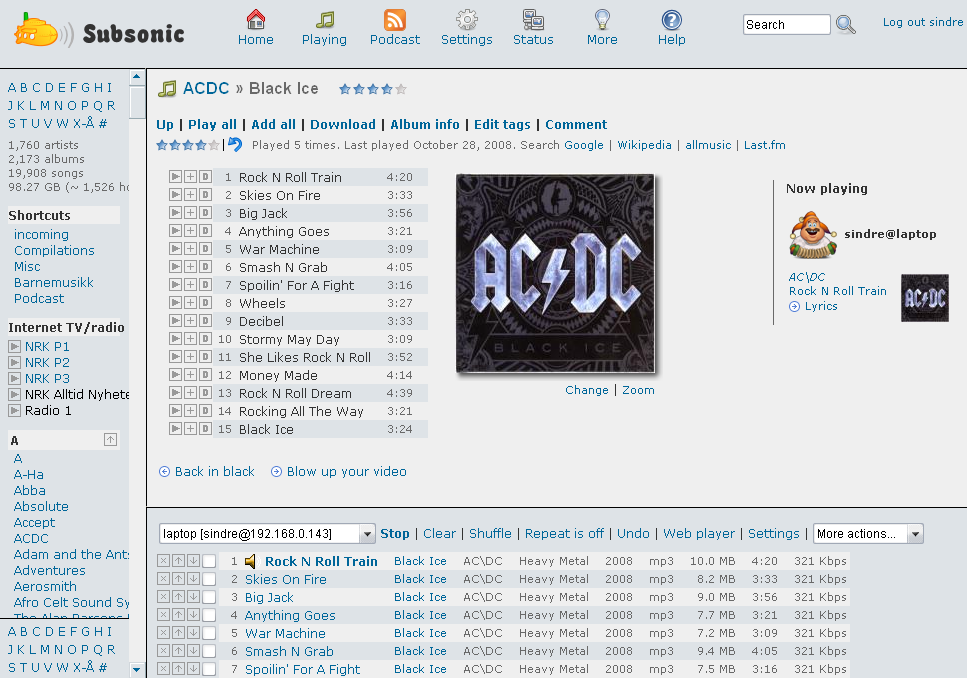 Subsonic
Home Playing Podcast Settings Status More Help
Search
Log out sindre
A B C D E F G H I
J K L M N O P Q R
S T U V W X-Å #
1,760 artists
2,173 albums
19,908 songs
98.27 GB (~ 1,526 ho
Shortcuts
incoming
Compilations
Misc
Barnemusikk
Podcast
Internet TV/radio
NRK P1
NRK P2
NRK P3
NRK Alltid Nyhete
Radio 1
A
A
A-Ha
Abba
Absolute
Accept
ACDC
Adam and the Ants
Adventures
Aerosmith
Afro Celt Sound Sy
The Alan Parsons
A B C D E F G H I
J K L M N O P Q R
S T U V W X-Å #
ACDC » Black Ice
Up | Play all | Add all | Download | Album info | Edit tags | Comment
| Played 5 times. Last played October 28, 2008. Search Google | Wikipedia | allmusic | Last.fm
D 1 Rock N Roll Train 4:20
D 2 Skies On Fire 3:33
D 3 Big Jack 3:56
D 4 Anything Goes 3:21
D 5 War Machine 3:09
D 6 Smash N Grab 4:05
D 7 Spoilin' For A Fight 3:16
D 8 Wheels 3:27
D 9 Decibel 3:33
D 10 Stormy May Day 3:09
D 11 She Likes Rock N Roll 3:52
D 12 Money Made 4:14
D 13 Rock N Roll Dream 4:39
D 14 Rocking All The Way 3:21
D 15 Black Ice 3:24
AC DC
BLACK ICE
Change | Zoom
Now playing
sindre@laptop
AC\DC
Rock N Roll Train
Lyrics
AC DC
Back in black Blow up your video
laptop [sindre@192.168.0.143] Stop | Clear | Shuffle | Repeat is off | Undo | Web player | Settings | More actions...
1 Rock N Roll Train Black Ice AC\DC Heavy Metal 2008 mp3 10.0 MB 4:20 321 Kbps
2 Skies On Fire Black Ice AC\DC Heavy Metal 2008 mp3 8.2 MB 3:33 321 Kbps
3 Big Jack Black Ice AC\DC Heavy Metal 2008 mp3 9.0 MB 3:56 321 Kbps
4 Anything Goes Black Ice AC\DC Heavy Metal 2008 mp3 7.7 MB 3:21 321 Kbps
5 War Machine Black Ice AC\DC Heavy Metal 2008 mp3 7.2 MB 3:09 321 Kbps
6 Smash N Grab Black Ice AC\DC Heavy Metal 2008 mp3 9.4 MB 4:05 321 Kbps
7 Spoilin' For A Fight Black Ice AC\DC Heavy Metal 2008 mp3 7.5 MB 3:16 321 Kbps